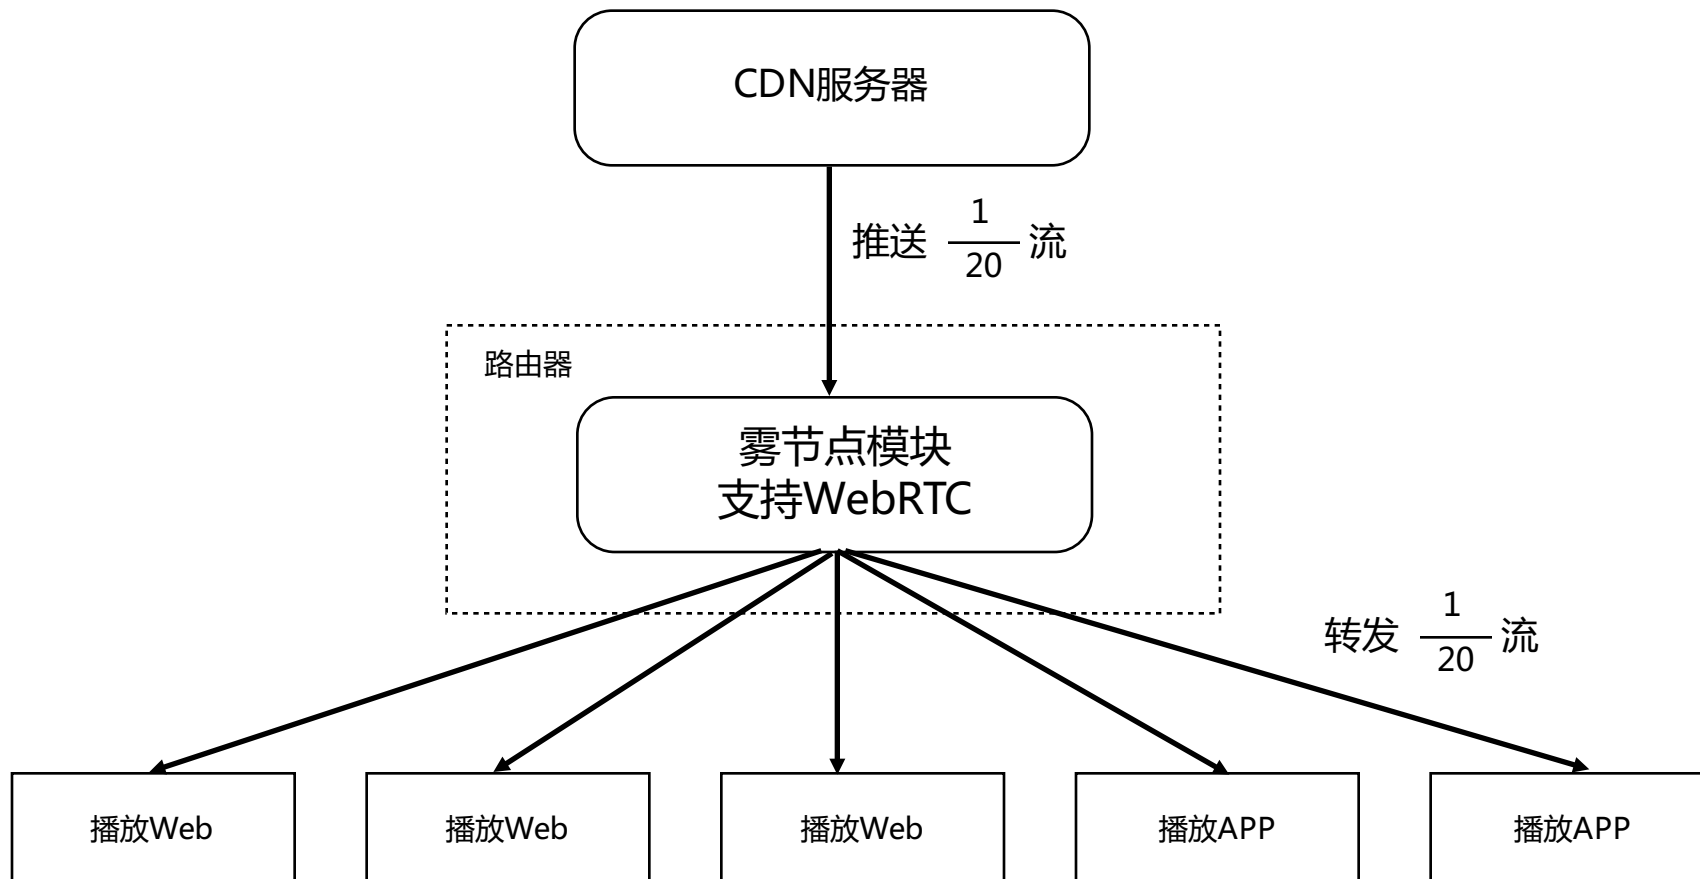 CDN服务器
推送 1/20 流
路由器
雾节点模块
支持WebRTC
转发 1/20 流
播放Web
播放Web
播放Web
播放APP
播放APP